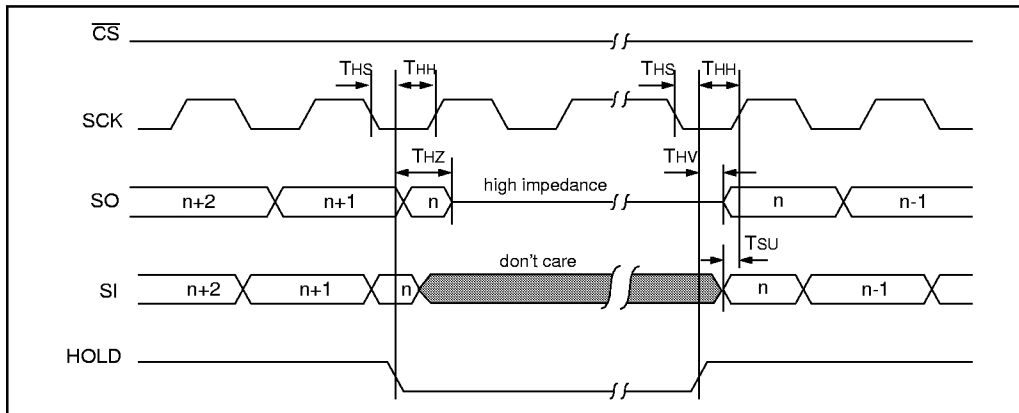 CS
THS THH THS THH
SCK
THZ THV
high impedance
SO n+2 n+1 n n n-1
TSU
don't care
SI n+2 n+1 n n n-1
HOLD